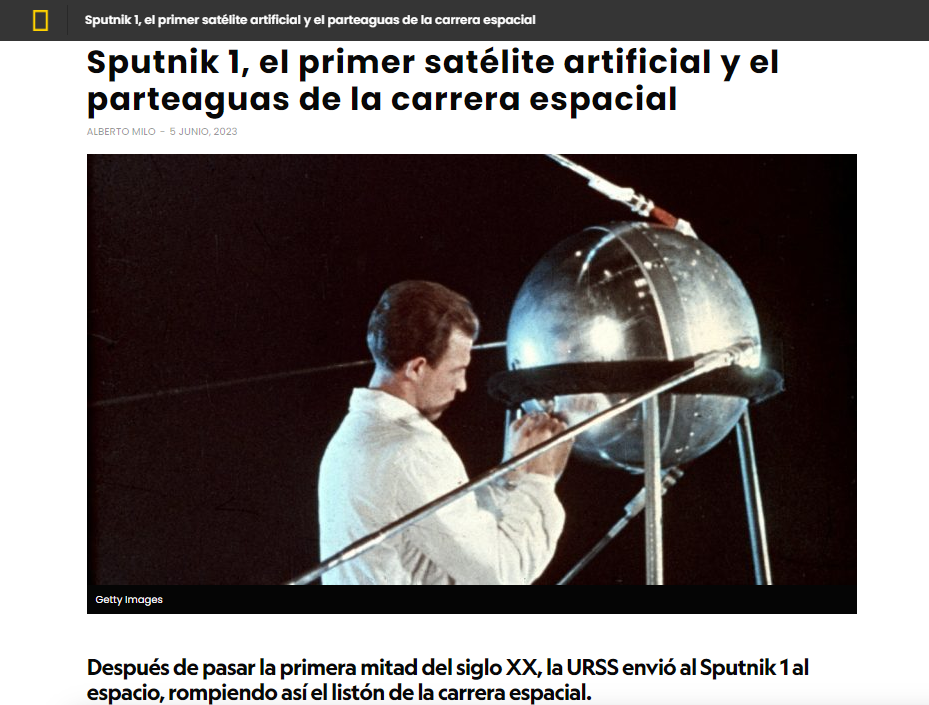 Sputnik 1, el primer satélite artificial y el parteaguas de la carrera espacial
Sputnik 1, el primer satélite artificial y el
parteaguas de la carrera espacial
ALBERTO MILO – 5 JUNIO, 2023
Getty Images
Después de pasar la primera mitad del siglo XX, la URSS envió al Sputnik 1 al
espacio, rompiendo así el listón de la carrera espacial.